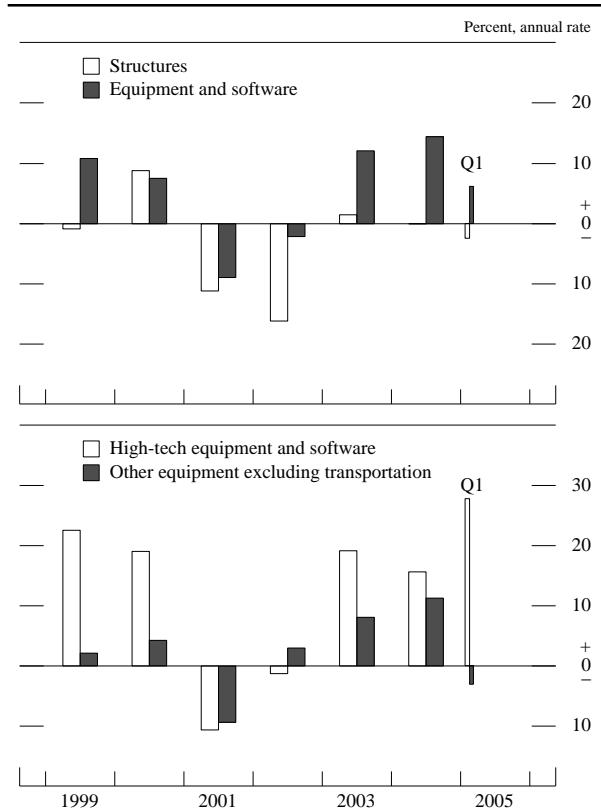 Percent, annual rate
Structures
Equipment and software
20
10
Q1
+
0
−
10
20
High-tech equipment and software
Other equipment excluding transportation
Q1
30
20
10
+
0
−
10
1999 2001 2003 2005